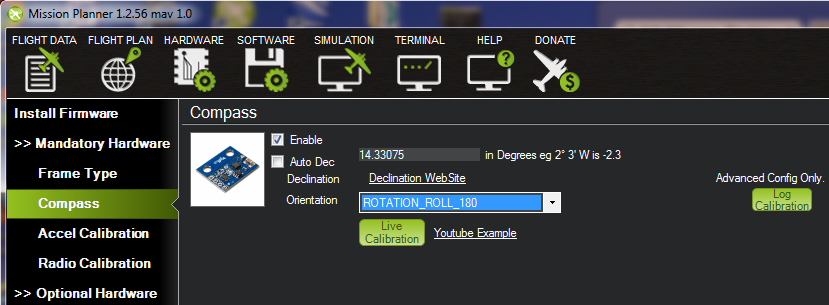 Mission Planner 1.2.56 mav 1.0
FLIGHT DATA FLIGHT PLAN HARDWARE SOFTWARE SIMULATION TERMINAL HELP DONATE
Install Firmware
>> Mandatory Hardware
Frame Type
Compass
Accel Calibration
Radio Calibration
>> Optional Hardware
Compass
Enable
Auto Dec
14.33075 in Degrees eg 2° 3' W is -2.3
Declination Declination WebSite
Orientation ROTATION_ROLL_180
Live
Calibration
Youtube Example
Advanced Config Only.
Log
Calibration